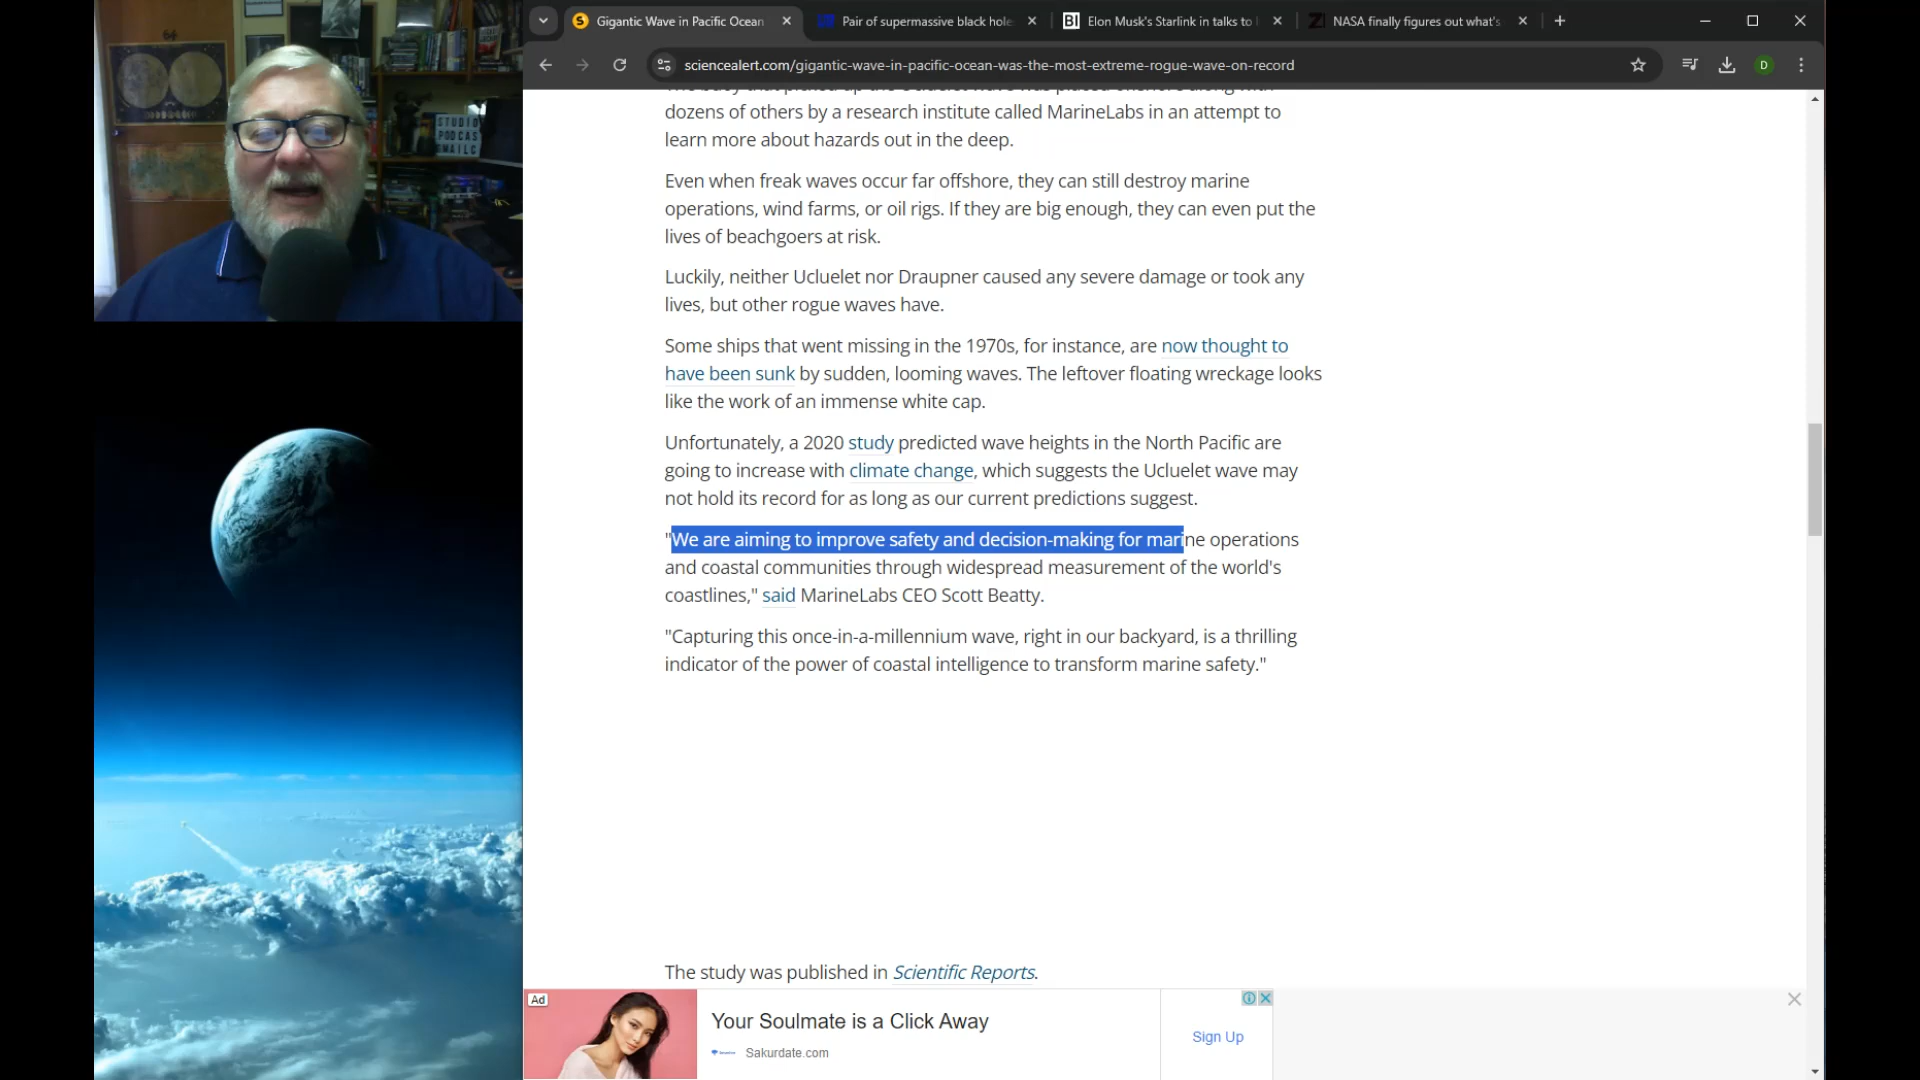 64
STUDIO
PODCAS
EMAILC
Gigantic Wave in Pacific Ocean
Pair of supermassive black hole
BI
Elon Musk's Starlink in talks to
NASA finally figures out what's
sciencealert.com/gigantic-wave-in-pacific-ocean-was-the-most-extreme-rogue-wave-on-record
D
dozens of others by a research institute called MarineLabs in an attempt to
learn more about hazards out in the deep.
Even when freak waves occur far offshore, they can still destroy marine
operations, wind farms, or oil rigs. If they are big enough, they can even put the
lives of beachgoers at risk.
Luckily, neither Ucluelet nor Draupner caused any severe damage or took any
lives, but other rogue waves have.
Some ships that went missing in the 1970s, for instance, are now thought to
have been sunk by sudden, looming waves. The leftover floating wreckage looks
like the work of an immense white cap.
Unfortunately, a 2020 study predicted wave heights in the North Pacific are
going to increase with climate change, which suggests the Ucluelet wave may
not hold its record for as long as our current predictions suggest.
"We are aiming to improve safety and decision-making for marine operations
and coastal communities through widespread measurement of the world's
coastlines," said MarineLabs CEO Scott Beatty.
"Capturing this once-in-a-millennium wave, right in our backyard, is a thrilling
indicator of the power of coastal intelligence to transform marine safety."
The study was published in Scientific Reports.
Ad
Your Soulmate is a Click Away
Sakurdate.com
Sign Up